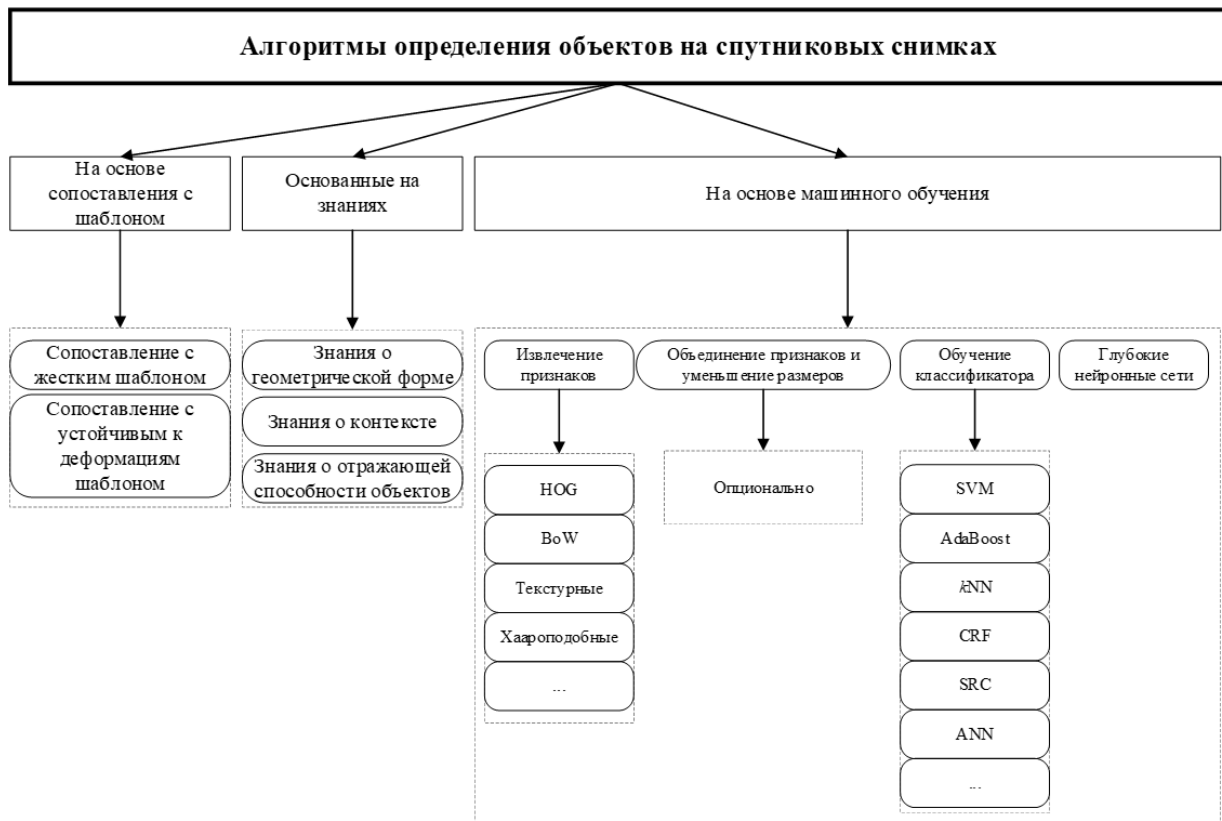 Алгоритмы определения объектов на спутниковых снимках
На основе
сопоставления с
шаблоном
Основанные на
знаниях
На основе машинного обучения
Сопоставление с
жестким шаблоном
Сопоставление с
устойчивым к
деформациям
шаблоном
Знания о
геометрической форме
Знания о контексте
Знания о отражающей
способности объектов
Извлечение
признаков
HOG
BoW
Текстурные
Хаароподобные
...
Объединение признаков и
уменьшение размеров
Опционально
Обучение
классификатора
SVM
AdaBoost
kNN
CRF
SRC
ANN
...
Глубокие
нейронные сети